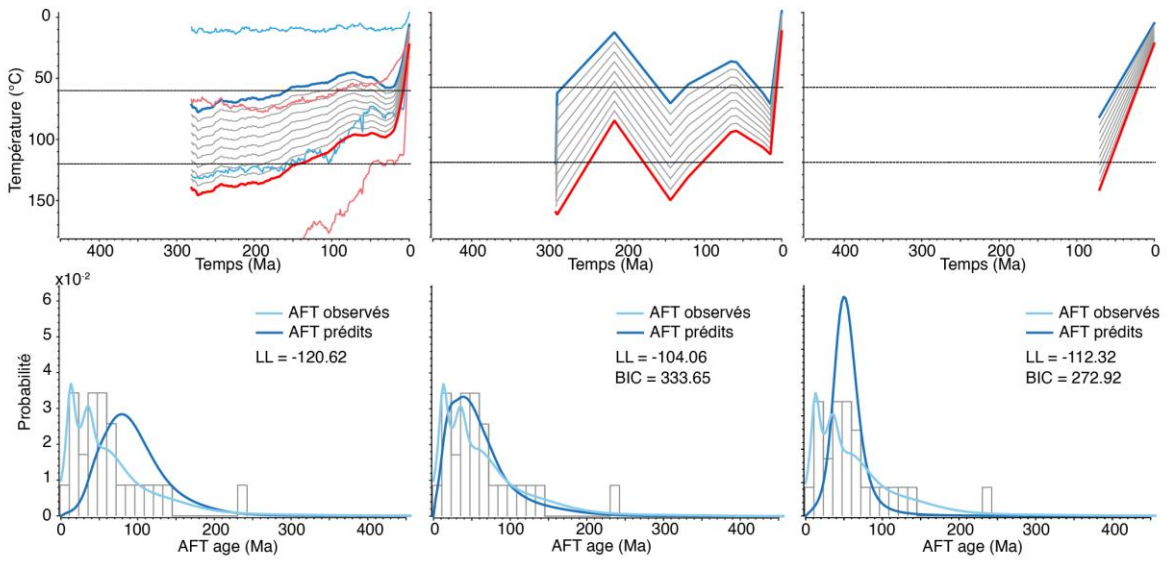 0
50
100
150
Température (°C)
400 300 200 100 0
Temps (Ma)
400 300 200 100 0
Temps (Ma)
400 300 200 100 0
Temps (Ma)
x10-2
6
5
4
3
2
1
0
Probabilité
AFT observés
AFT prédits
LL = -120.62
0 100 200 300 400
AFT age (Ma)
AFT observés
AFT prédits
LL = -104.06
BIC = 333.65
0 100 200 300 400
AFT age (Ma)
AFT observés
AFT prédits
LL = -112.32
BIC = 272.92
0 100 200 300 400
AFT age (Ma)